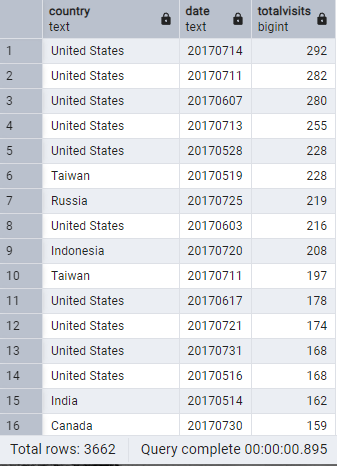 country date totalvisits
text text bigint
1 United States 20170714 292
2 United States 20170711 282
3 United States 20170607 280
4 United States 20170713 255
5 United States 20170528 228
6 Taiwan 20170519 228
7 Russia 20170725 219
8 United States 20170603 216
9 Indonesia 20170720 208
10 Taiwan 20170711 197
11 United States 20170617 178
12 United States 20170721 174
13 United States 20170731 168
14 United States 20170516 168
15 India 20170514 162
16 Canada 20170730 159
Total rows: 3662 Query complete 00:00:00.895